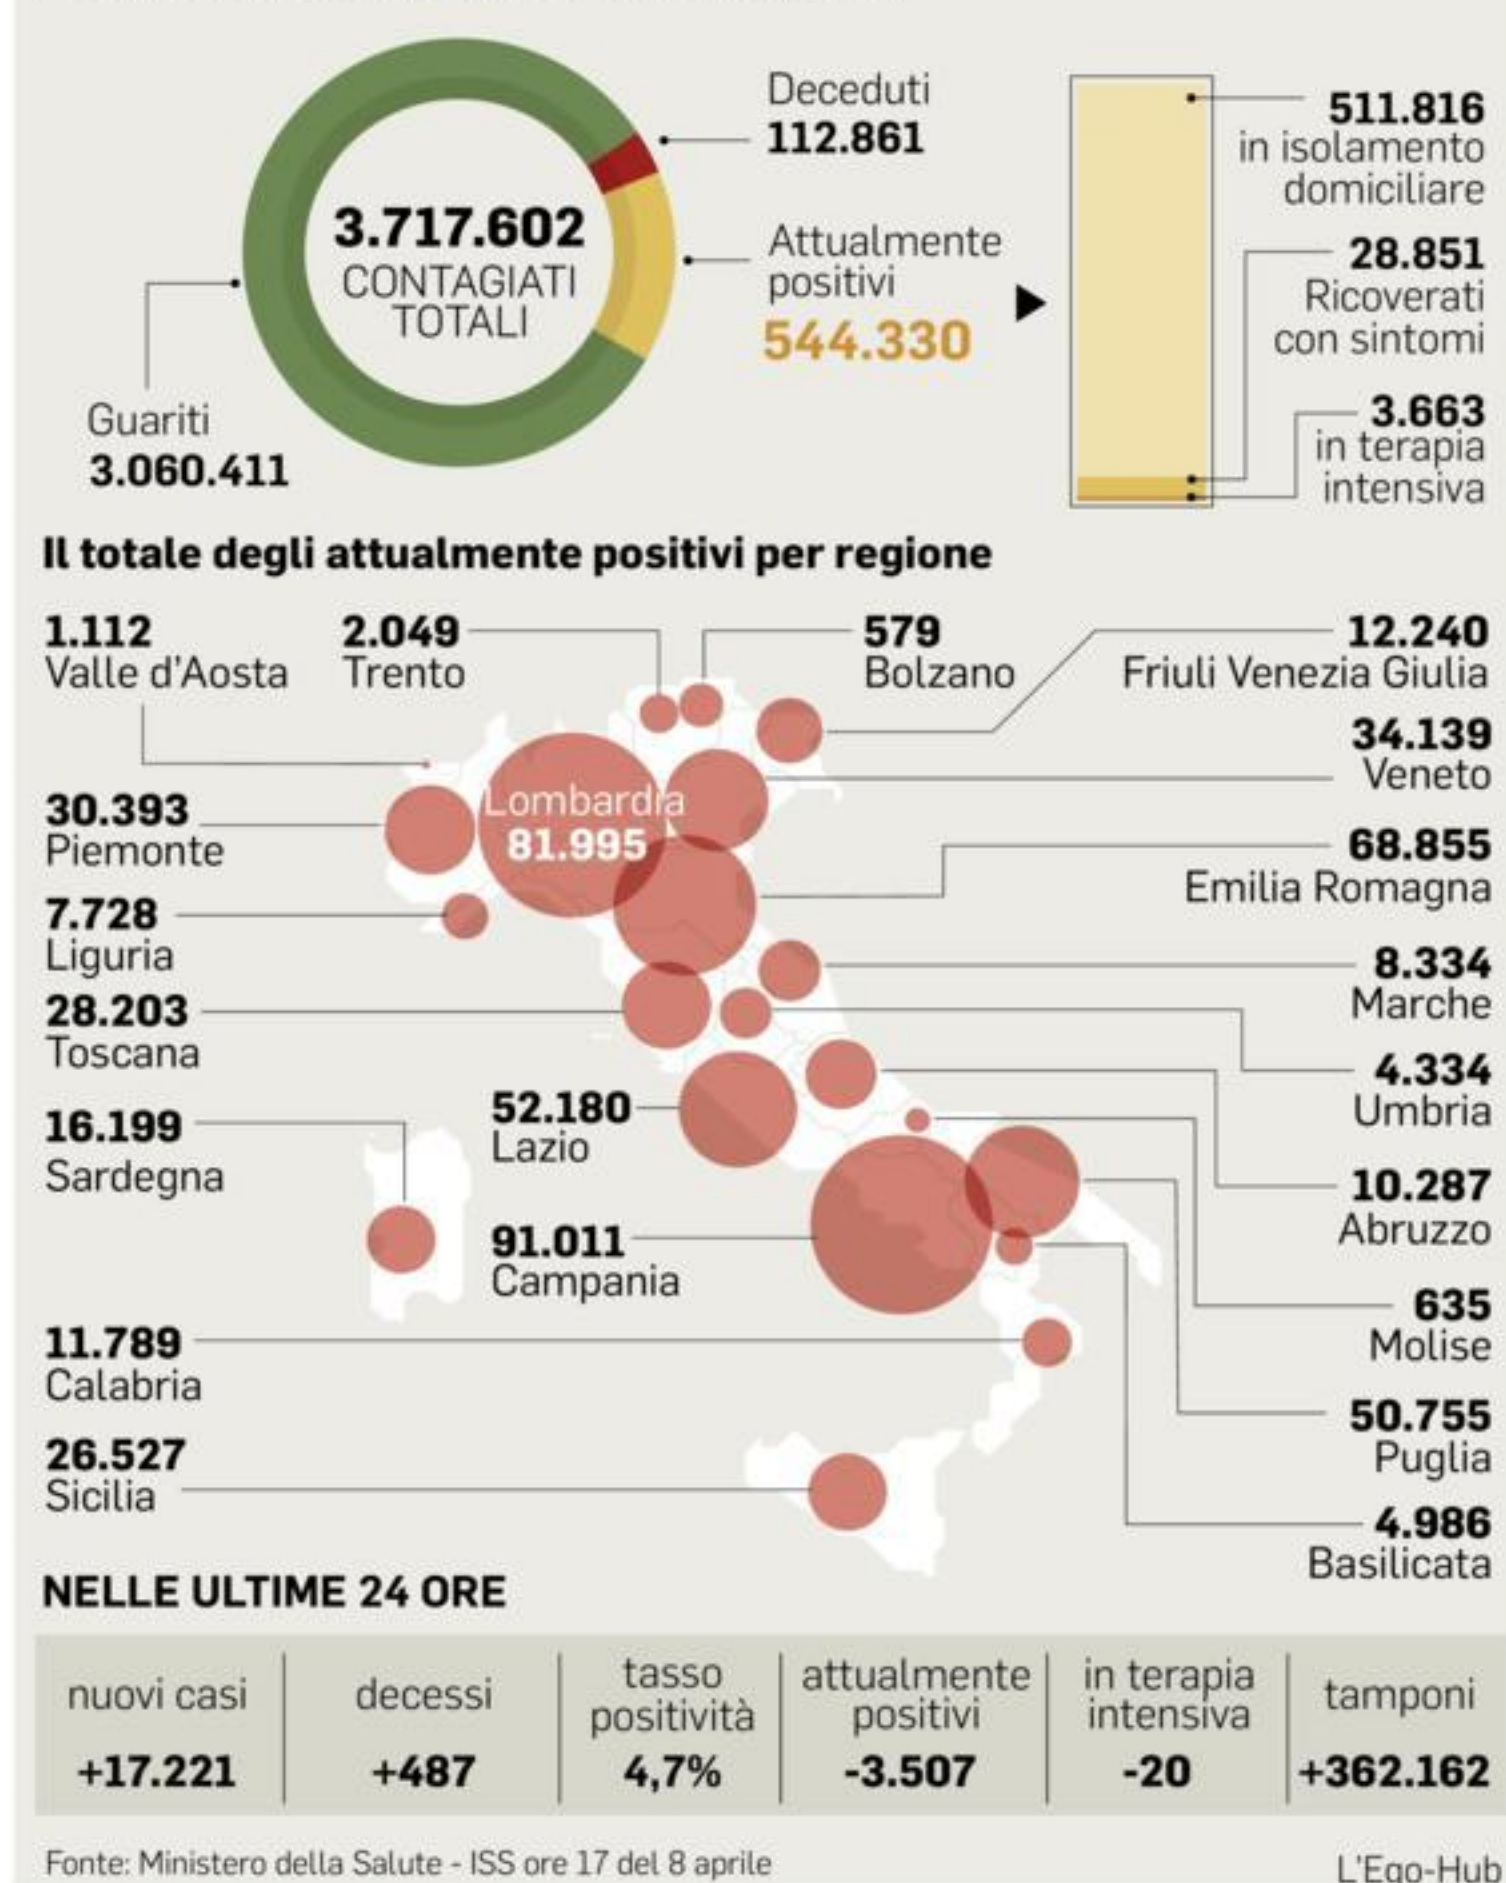 Deceduti
112.861
3.717.602
CONTAGIATI
TOTALI
Attualmente
positivi
544.330
Guariti
3.060.411
511.816
in isolamento
domiciliare
28.851
Ricoverati
con sintomi
3.663
in terapia
intensiva
Il totale degli attualmente positivi per regione
1.112
Valle d'Aosta
2.049
Trento
579
Bolzano
12.240
Friuli Venezia Giulia
34.139
Veneto
30.393
Piemonte
Lombardia
81.995
68.855
Emilia Romagna
7.728
Liguria
8.334
Marche
28.203
Toscana
4.334
Umbria
52.180
Lazio
16.199
Sardegna
10.287
Abruzzo
91.011
Campania
635
Molise
11.789
Calabria
50.755
Puglia
26.527
Sicilia
4.986
Basilicata
NELLE ULTIME 24 ORE
nuovi casi
+17.221
decessi
+487
tasso
positività
4,7%
attualmente
positivi
-3.507
in terapia
intensiva
-20
tamponi
+362.162
Fonte: Ministero della Salute - ISS ore 17 del 8 aprile
L'Ego-Hub